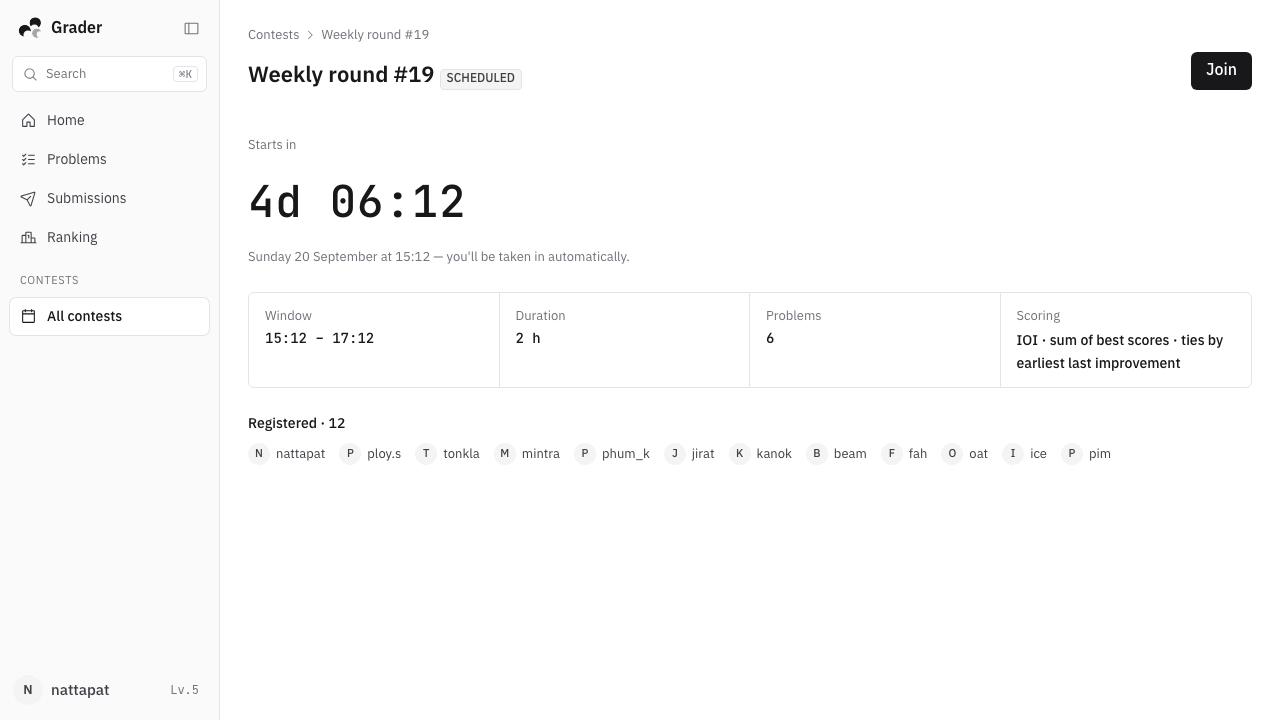 Grader
Search ⌘K
Home
Problems
Submissions
Ranking
CONTESTS
All contests
N nattapat Lv.5
Contests > Weekly round #19
Weekly round #19 SCHEDULED
Join
Starts in
4d 06:12
Sunday 20 September at 15:12 — you'll be taken in automatically.
Window
15:12 – 17:12
Duration
2 h
Problems
6
Scoring
IOI · sum of best scores · ties by
earliest last improvement
Registered · 12
N nattapat P ploy.s T tonkla M mintra P phum_k J jirat K kanok B beam F fah O oat I ice P pim